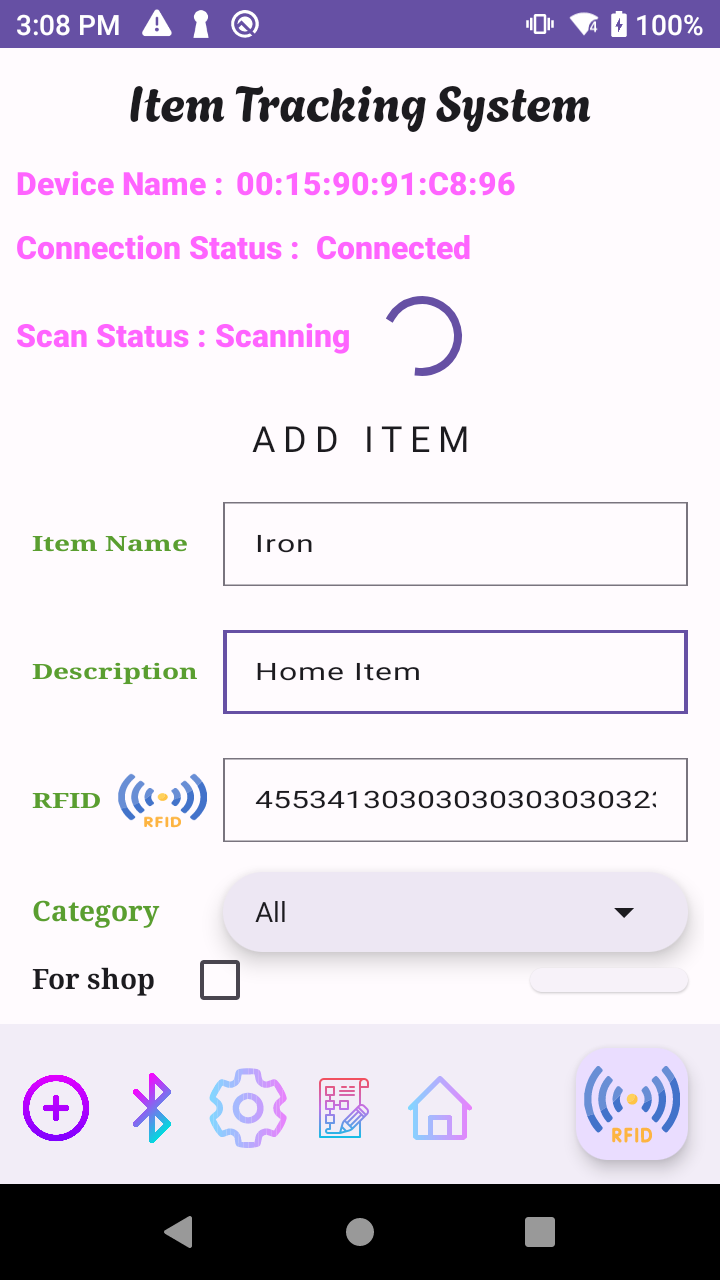 3:08 PM 4 100%
Item Tracking System
Device Name : 00:15:90:91:C8:96
Connection Status : Connected
Scan Status : Scanning
ADD ITEM
Item Name Iron
Description Home Item
RFID RFID 4553413030303030303032
Category All
For shop
RFID